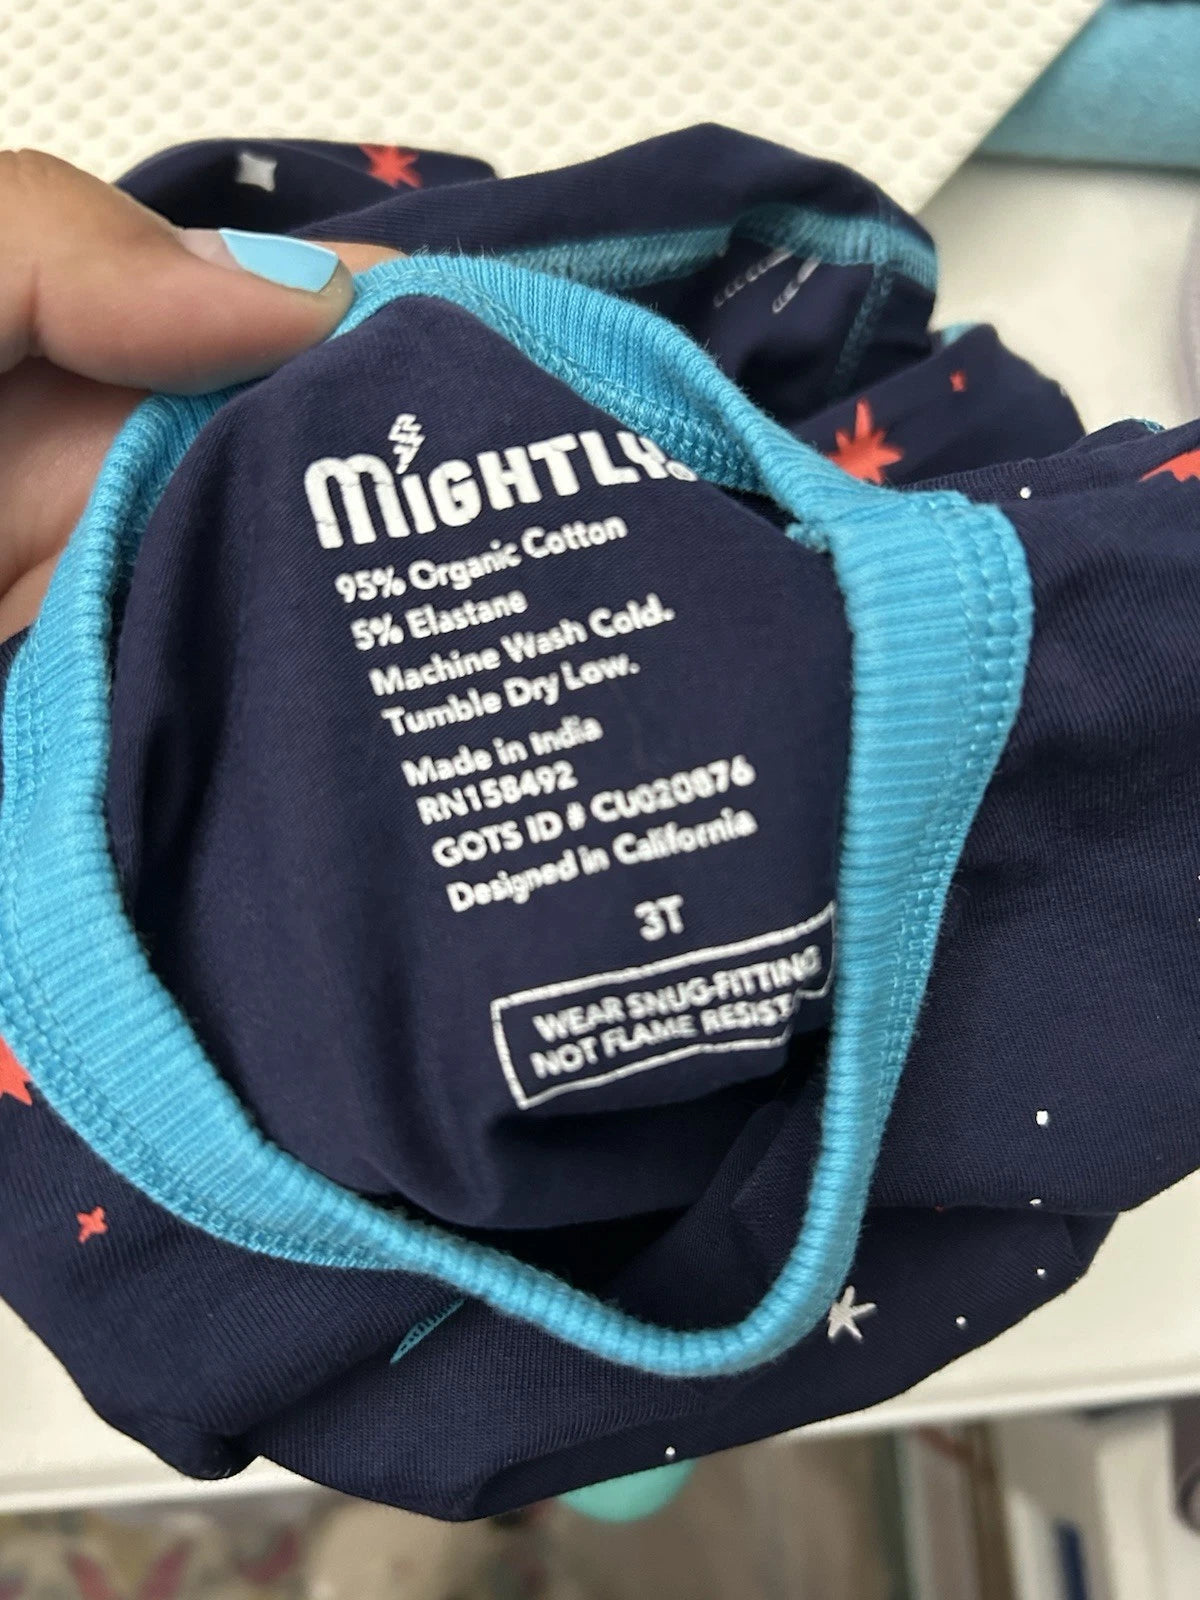 MiGHTLY®
95% Organic Cotton
5% Elastane
Machine Wash Cold.
Tumble Dry Low.
Made in India
RN158492
GOTS ID # CU020876
Designed in California
3T
WEAR SNUG-FITTING
NOT FLAME